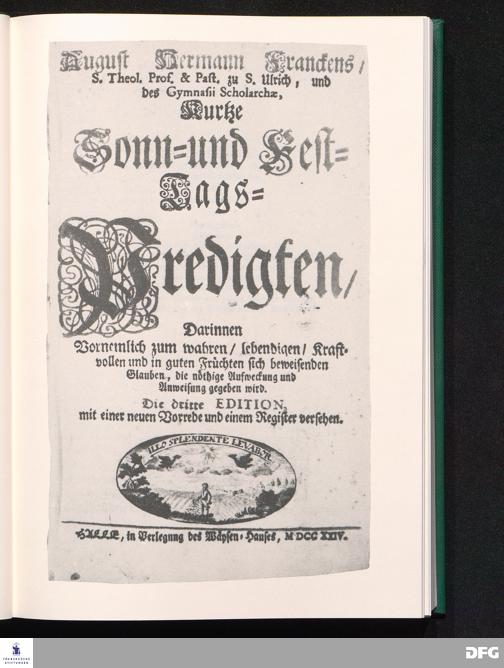 August Hermann Franckens /
S. Theol. Prof. & Past. zu S. Ulrich, und
des Gymnasii Scholarchæ,
Kurtze
Sonn=und Fest=
Tags=
Predigten /
Darinnen
Vornemlich zum wahren / lebendigen / Kraft=
vollen und in guten Früchten sich beweisenden
Glauben, die nöthige Aufweckung und
Anweisung gegeben wird.
Die dritte EDITION,
mit einer neuen Vorrede und einem Register versehen.
ILLO SPLENDENTE LEVABOR
HALLE, in Verlegung des Wäysen=Hauses, MDCCXXIV.
FRANCKESCHE
STIFTUNGEN
DFG